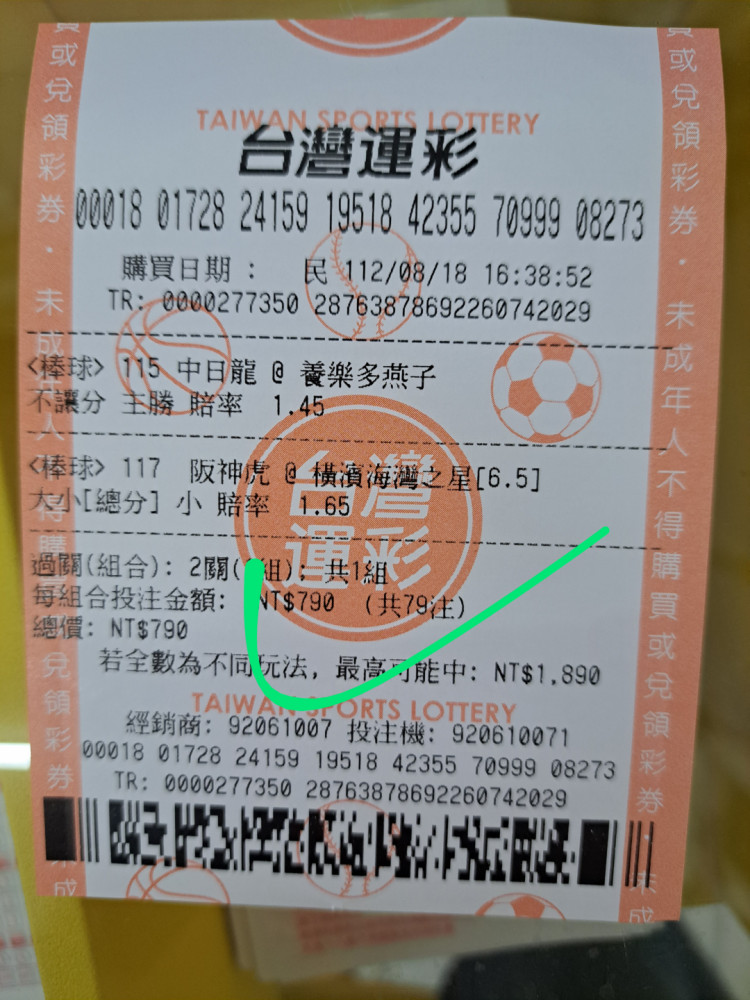 TAIWAN SPORTS LOTTERY
台灣運彩
00018 01728 24159 19518 42355 70999 08273
購買日期 : 民 112/08/18 16:38:52
TR: 0000277350 287638786922607​42029
<棒球> 115 中日龍 @ 養樂多燕子
不讓分 主勝 賠率 1.45
<棒球> 117 阪神虎 @ 橫濱海灣之星[6.5]
大小[總分] 小 賠率 1.65
台灣運彩
過關(組合): 2關( 組); 共1組
每組合投注金額: NT$790 (共79注)
總價: NT$790
若全數為不同玩法, 最高可能中: NT$1,890
TAIWAN SPORTS LOTTERY
經銷商: 92061007 投注機: 920610071
00018 01728 24159 19518 42355 70999 08273
TR: 0000277350 28763878692260742029
或兌領彩券・未成年人不得購買或兌領彩券・未成
或兌領彩券・未成年人不得購買或兌領彩券・未成